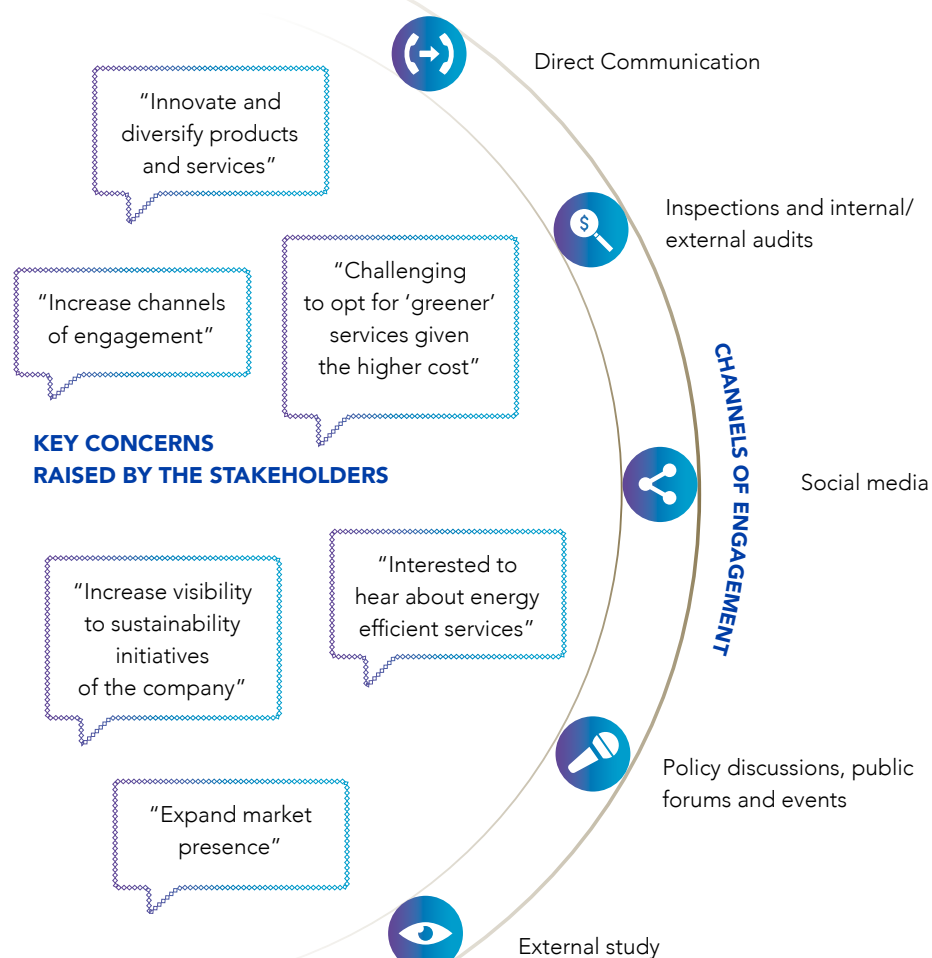 Direct Communication
“Innovate and
diversify products
and services”
Inspections and internal/
external audits
“Increase channels
of engagement”
“Challenging
to opt for ‘greener’
services given
the higher cost”
CHANNELS OF ENGAGEMENT
KEY CONCERNS
RAISED BY THE STAKEHOLDERS
Social media
“Increase visibility
to sustainability
initiatives
of the company”
“Interested to
hear about energy
efficient services”
Policy discussions, public
forums and events
“Expand market
presence”
External study
$